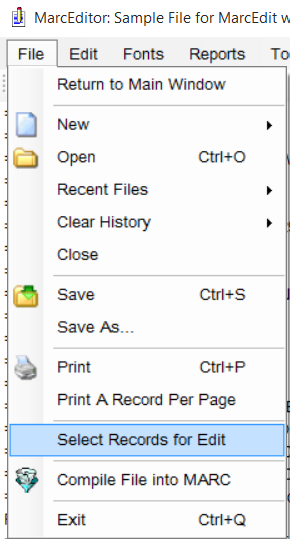 MarcEditor: Sample File for MarcEdit w
File Edit Fonts Reports To
Return to Main Window
New
Open Ctrl+O
Recent Files
Clear History
Close
Save Ctrl+S
Save As...
Print Ctrl+P
Print A Record Per Page
Select Records for Edit
Compile File into MARC
Exit Ctrl+Q